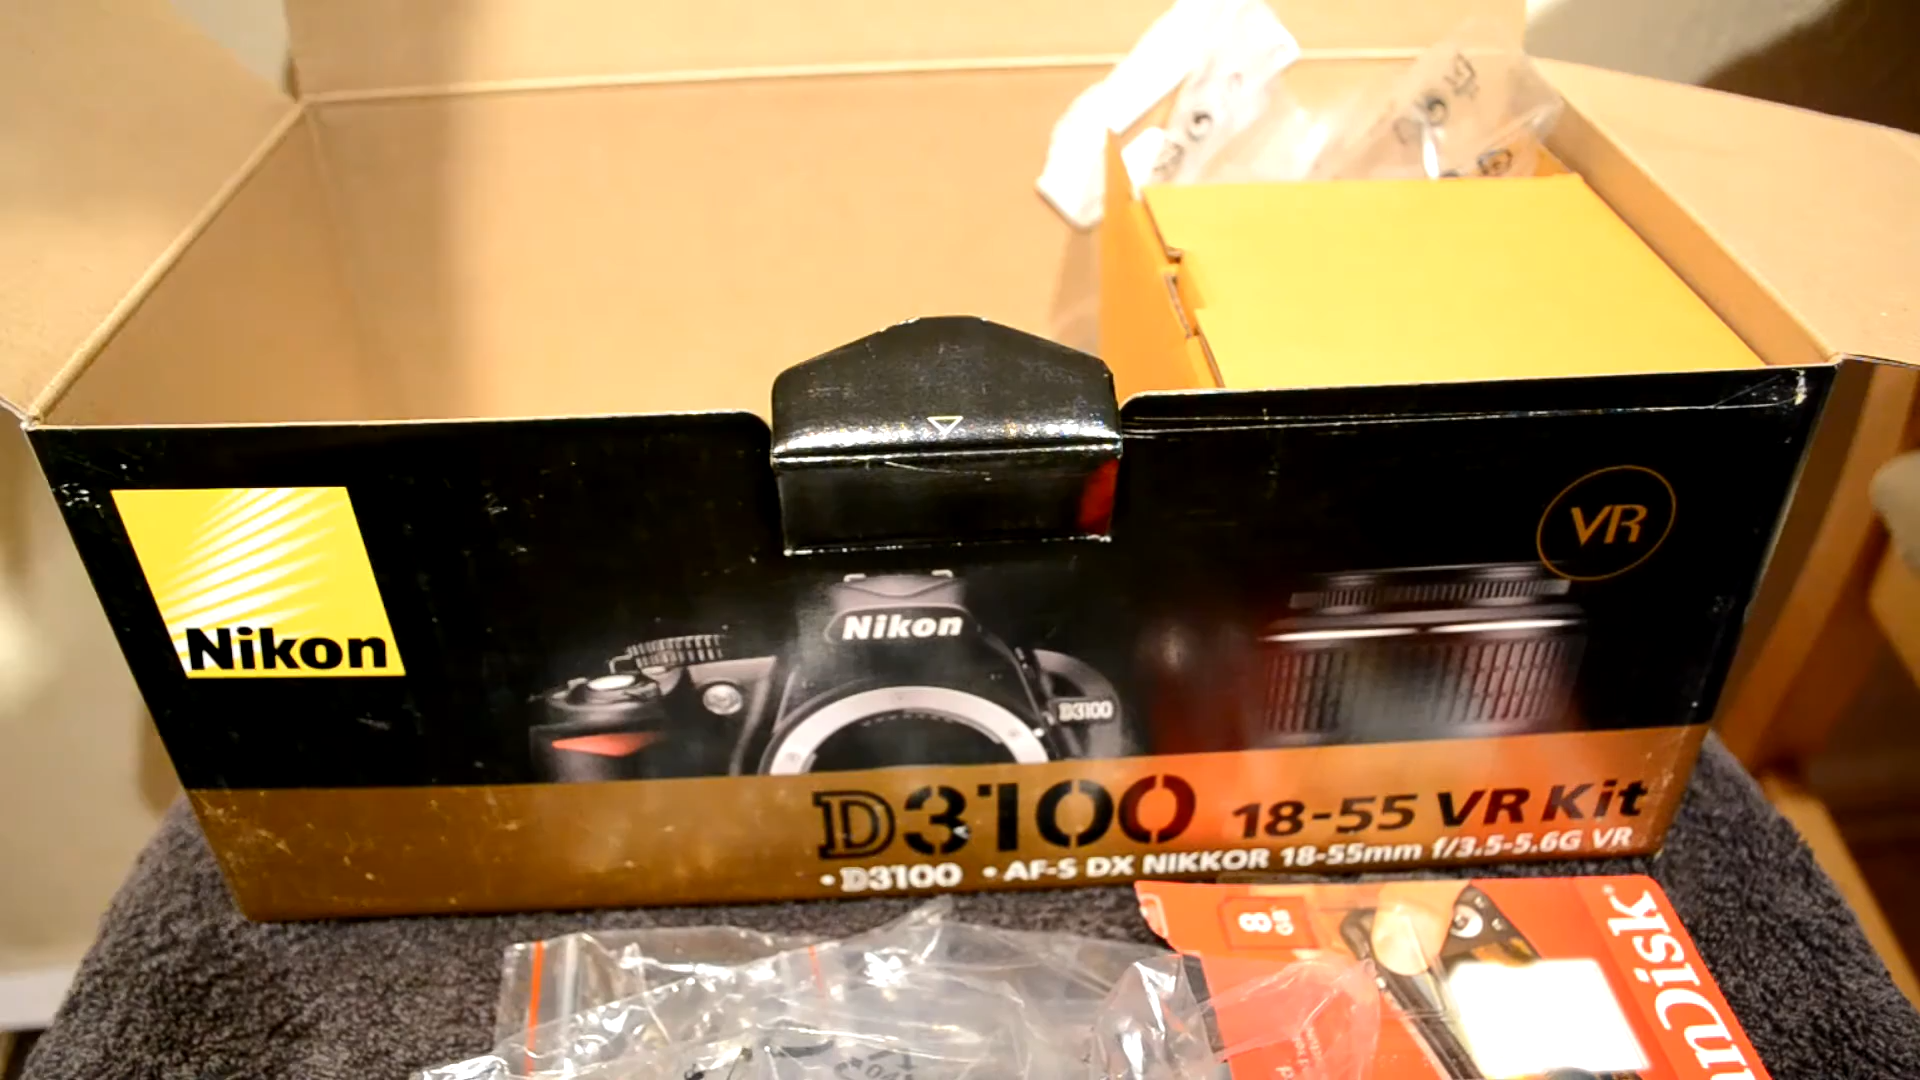 VR
Nikon
Nikon
D3100
D3100 18-55 VR Kit
• D3100 • AF-S DX NIKKOR 18-55mm f/3.5-5.6G VR
8 GB
nDisk